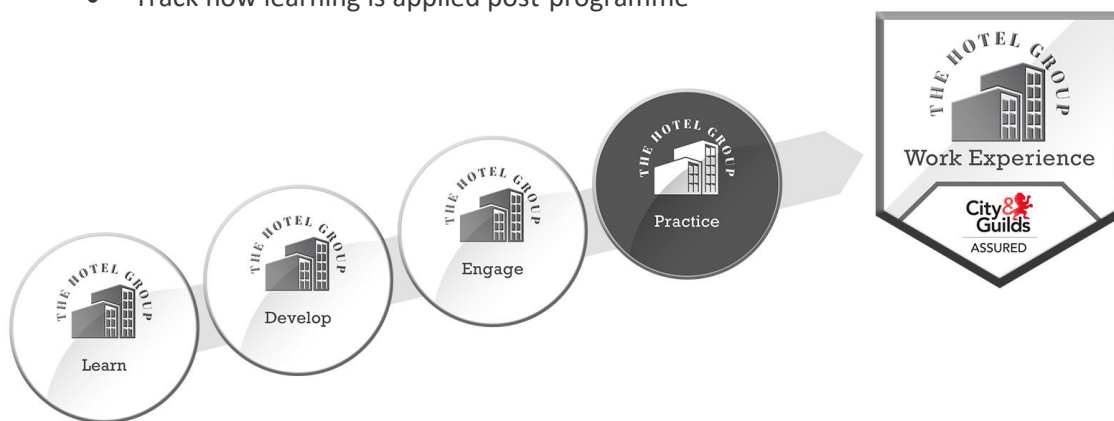 • Track how learning is applied post-programme
THE HOTEL GROUP
Work Experience
City&
Guilds
ASSURED
THE HOTEL GROUP
Practice
THE HOTEL GROUP
Engage
THE HOTEL GROUP
Develop
THE HOTEL GROUP
Learn